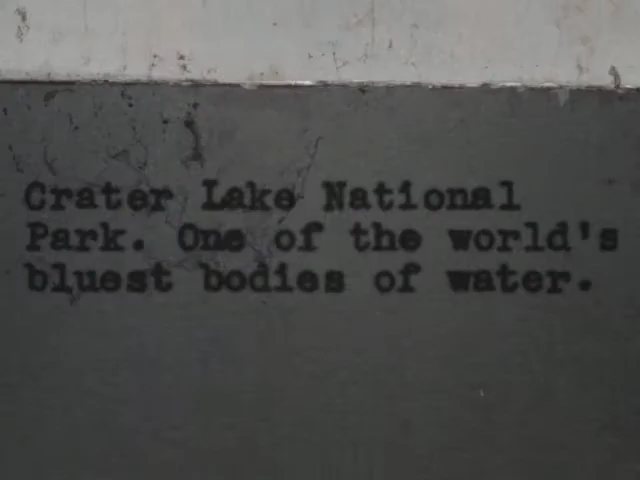 Crater Lake National
Park. One of the world's
bluest bodies of water.